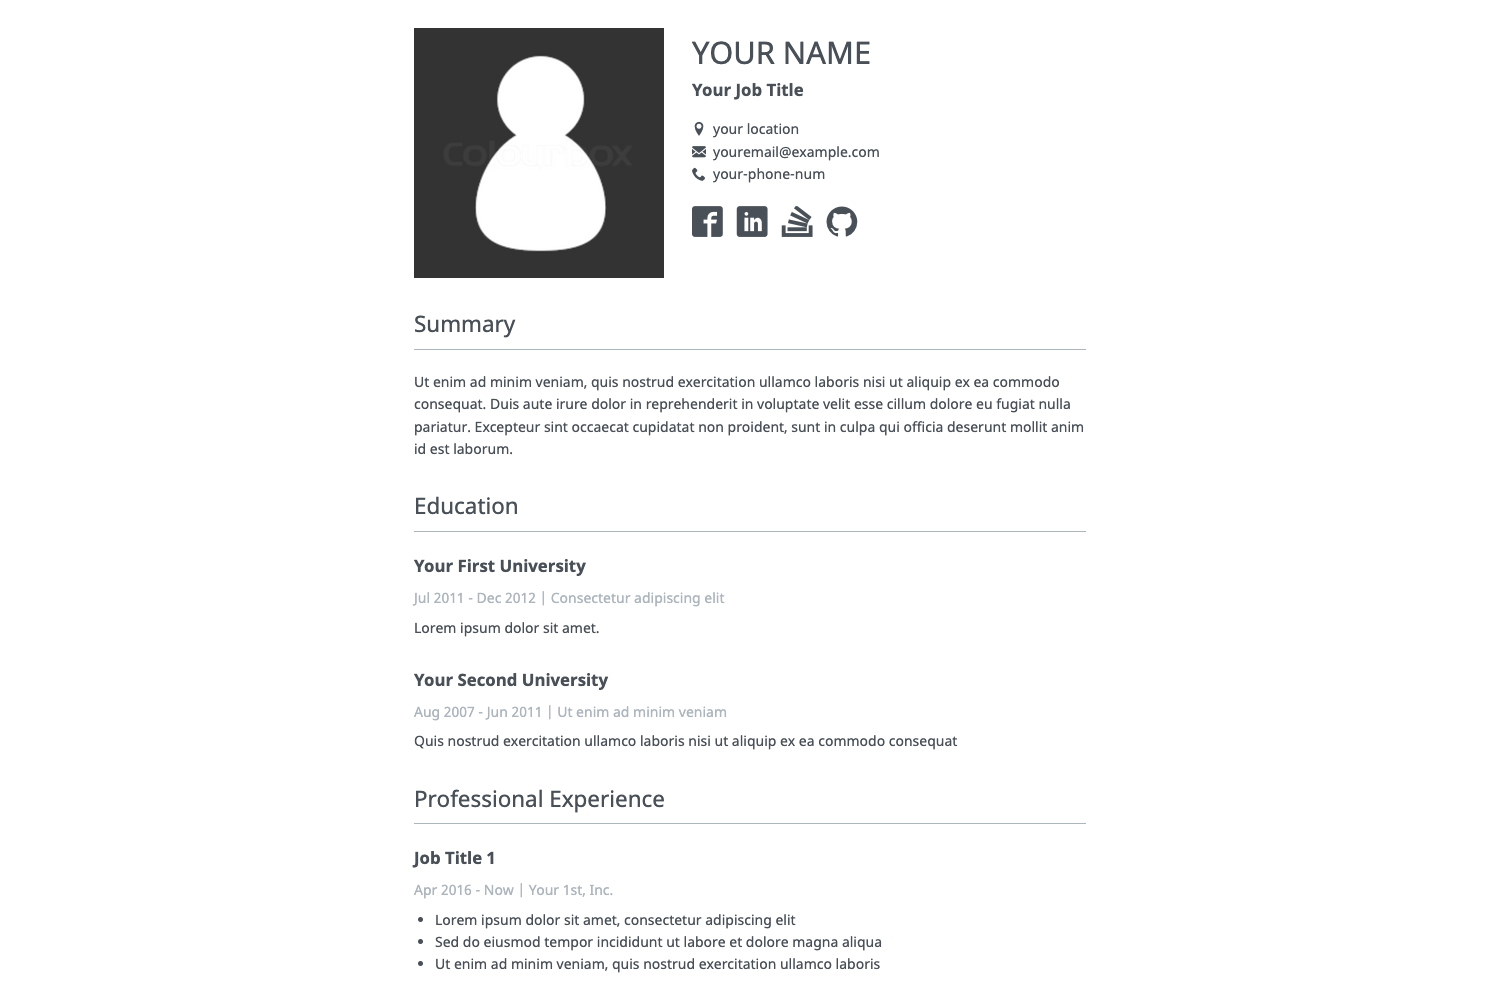 YOUR NAME
Your Job Title
your location
youremail@example.com
your-phone-num
Summary
Ut enim ad minim veniam, quis nostrud exercitation ullamco laboris nisi ut aliquip ex ea commodo
consequat. Duis aute irure dolor in reprehenderit in voluptate velit esse cillum dolore eu fugiat nulla
pariatur. Excepteur sint occaecat cupidatat non proident, sunt in culpa qui officia deserunt mollit anim
id est laborum.
Education
Your First University
Jul 2011 - Dec 2012 | Consectetur adipiscing elit
Lorem ipsum dolor sit amet.
Your Second University
Aug 2007 - Jun 2011 | Ut enim ad minim veniam
Quis nostrud exercitation ullamco laboris nisi ut aliquip ex ea commodo consequat
Professional Experience
Job Title 1
Apr 2016 - Now | Your 1st, Inc.
• Lorem ipsum dolor sit amet, consectetur adipiscing elit
• Sed do eiusmod tempor incididunt ut labore et dolore magna aliqua
• Ut enim ad minim veniam, quis nostrud exercitation ullamco laboris